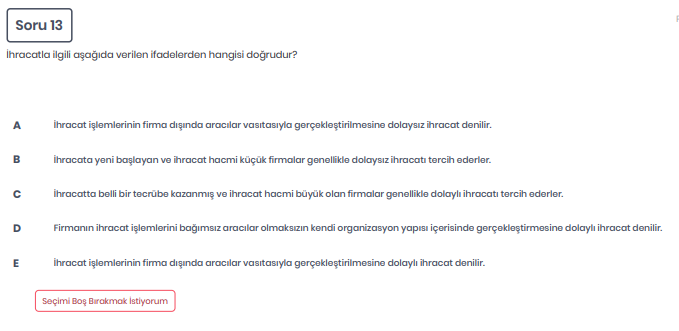 Soru 13
İhracatla ilgili aşağıda verilen ifadelerden hangisi doğrudur?
A İhracat işlemlerinin firma dışında aracılar vasıtasıyla gerçekleştirilmesine dolaysız ihracat denilir.
B İhracata yeni başlayan ve ihracat hacmi küçük firmalar genellikle dolaysız ihracatı tercih ederler.
C İhracatta belli bir tecrübe kazanmış ve ihracat hacmi büyük olan firmalar genellikle dolaylı ihracatı tercih ederler.
D Firmanın ihracat işlemlerini bağımsız aracılar olmaksızın kendi organizasyon yapısı içerisinde gerçekleştirmesine dolaylı ihracat denilir.
E İhracat işlemlerinin firma dışında aracılar vasıtasıyla gerçekleştirilmesine dolaylı ihracat denilir.
Seçimi Boş Bırakmak İstiyorum